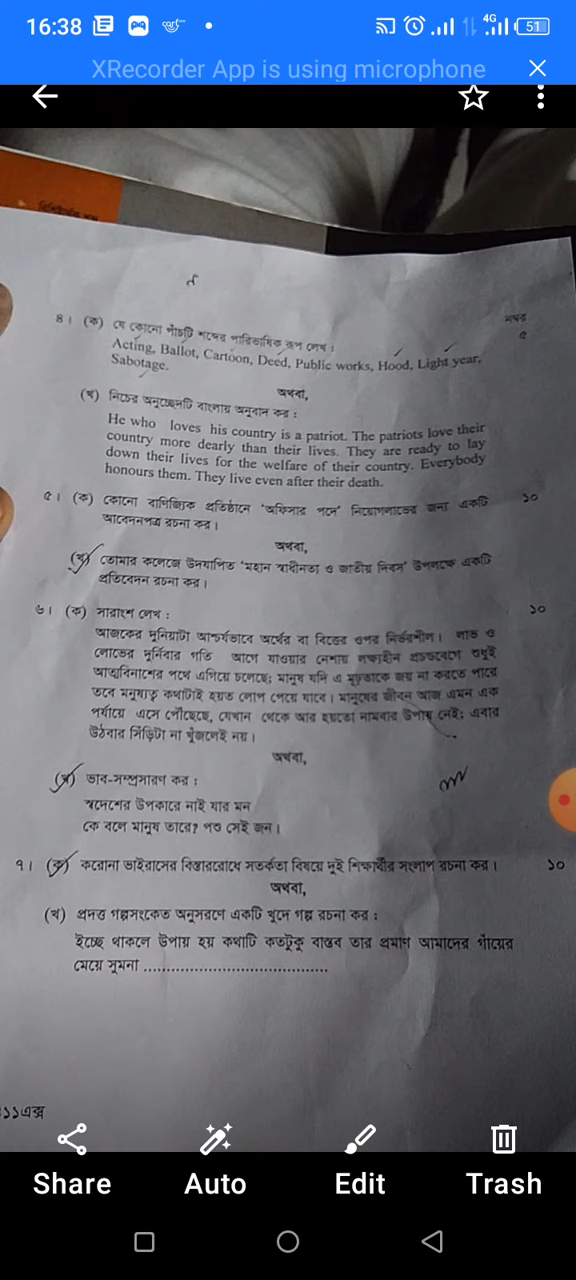 16:38
4G
51
XRecorder App is using microphone
৪। (ক) যে কোনো পাঁচটি শব্দের পারিভাষিক রূপ লেখ :
নম্বর
৫
Acting, Ballot, Cartoon, Deed, Public works, Hood, Light year,
Sabotage.
অথবা,
(খ) নিচের অনুচ্ছেদটি বাংলায় অনুবাদ কর :
He who loves his country is a patriot. The patriots love their
country more dearly than their lives. They are ready to lay
down their lives for the welfare of their country. Everybody
honours them. They live even after their death.
৫। (ক) কোনো বাণিজ্যিক প্রতিষ্ঠানে ‘অফিসার পদে’ নিয়োগলাভের জন্য একটি ১০
আবেদনপত্র রচনা কর।
অথবা,
(খ) তোমার কলেজে উদযাপিত ‘মহান স্বাধীনতা ও জাতীয় দিবস’ উপলক্ষে একটি
প্রতিবেদন রচনা কর।
৬। (ক) সারাংশ লেখ : ১০
আজকের দুনিয়াটা আশ্চর্যভাবে অর্থের বা বিত্তের ওপর নির্ভরশীল। লাভ ও
লোভের দুর্নিবার গতি আগে যাওয়ার নেশায় লক্ষ্যহীন প্রচন্ডবেগে শুধুই
আত্মবিনাশের পথে এগিয়ে চলেছে; মানুষ যদি এ মূঢ়তাকে জয় না করতে পারে
তবে মনুষ্যত্ব কথাটাই হয়ত লোপ পেয়ে যাবে। মানুষের জীবন আজ এমন এক
পর্যায়ে এসে পৌঁছেছে, যেখান থেকে আর হয়তো নামবার উপায় নেই; এবার
উঠবার সিঁড়িটা না খুঁজলেই নয়।
অথবা,
(খ) ভাব-সম্প্রসারণ কর :
স্বদেশের উপকারে নাই যার মন
কে বলে মানুষ তারে? পশু সেই জন।
৭। (ক) করোনা ভাইরাসের বিস্তাররোধে সতর্কতা বিষয়ে দুই শিক্ষার্থীর সংলাপ রচনা কর। ১০
অথবা,
(খ) প্রদত্ত গল্পসংকেত অনুসরণে একটি খুদে গল্প রচনা কর :
ইচ্ছে থাকলে উপায় হয় কথাটি কতটুকু বাস্তব তার প্রমাণ আমাদের গাঁয়ের
মেয়ে সুমনা ........................................
১১এক্স
Share Auto Edit Trash